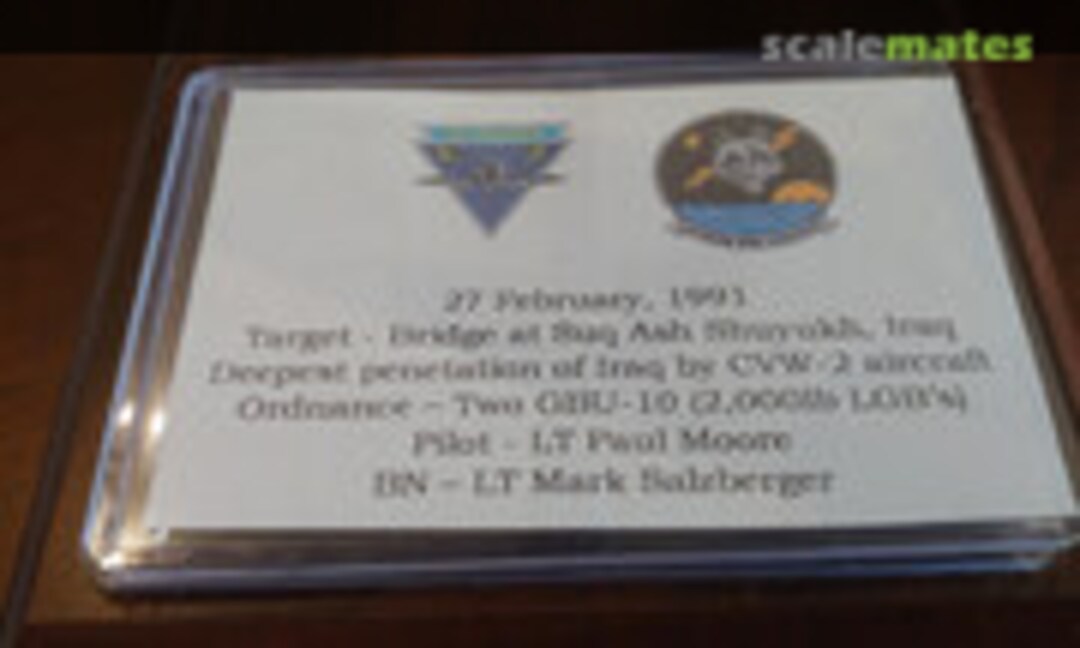 scalemates
27 February, 1991
Target - Bridge at Suq Ash Shuyukh, Iraq
Deepest penetation of Iraq by CVW-2 aircraft
Ordnance - Two GBU-10 (2,000lb LGB's)
Pilot - LT Paul Moore
BN - LT Mark Salzberger